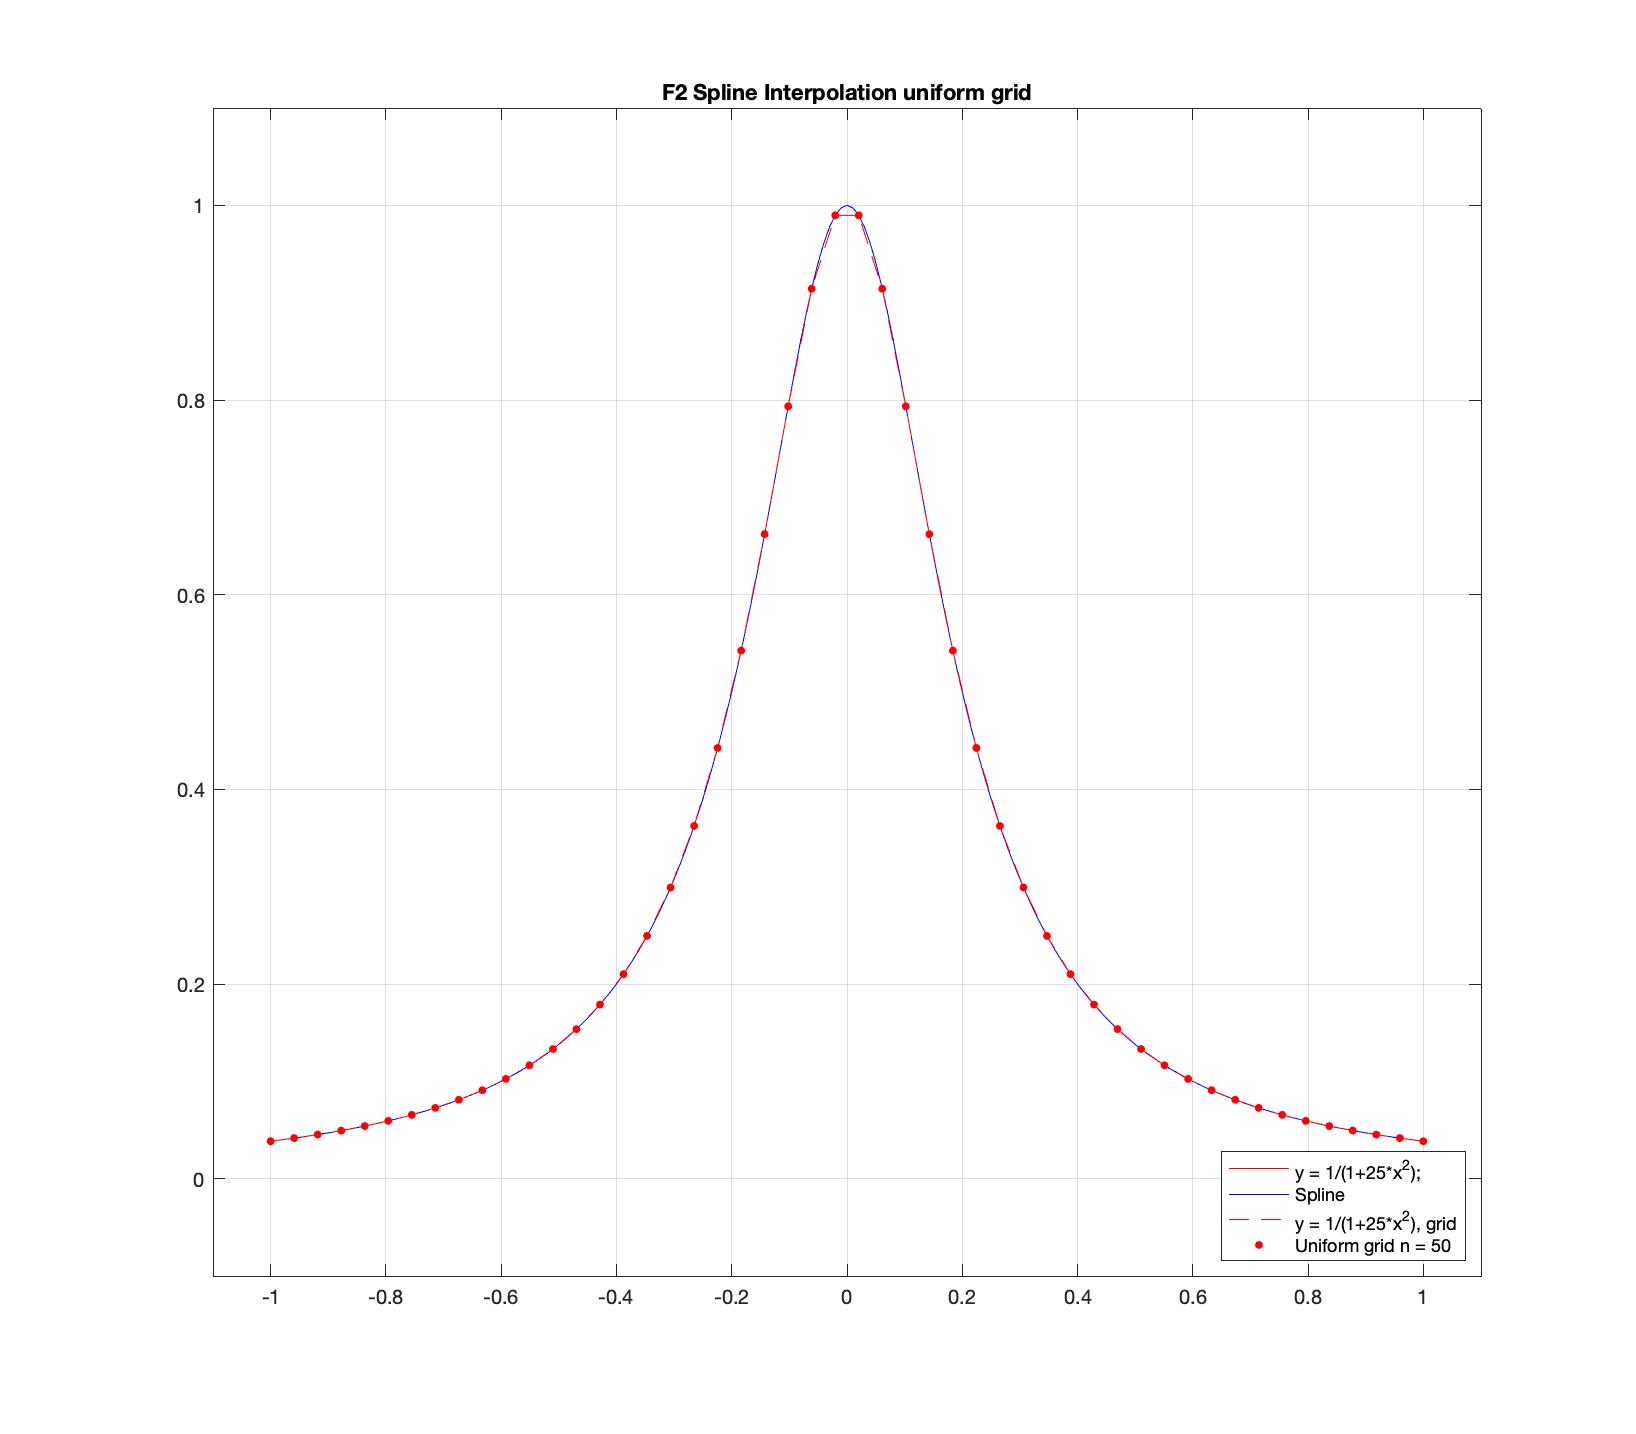 F2 Spline Interpolation uniform grid
1
0.8
0.6
0.4
0.2
0
y = 1/(1+25*x²);
Spline
y = 1/(1+25*x²), grid
Uniform grid n = 50
-1 -0.8 -0.6 -0.4 -0.2 0 0.2 0.4 0.6 0.8 1